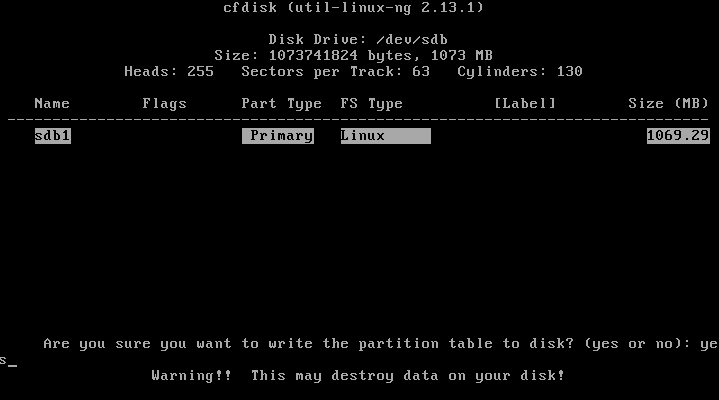 cfdisk (util-linux-ng 2.13.1)
Disk Drive: /dev/sdb
Size: 1073741824 bytes, 1073 MB
Heads: 255 Sectors per Track: 63 Cylinders: 130
Name Flags Part Type FS Type [Label] Size (MB)
sdb1 Primary Linux 1069.29
Are you sure you want to write the partition table to disk? (yes or no): ye
s_
Warning!! This may destroy data on your disk!